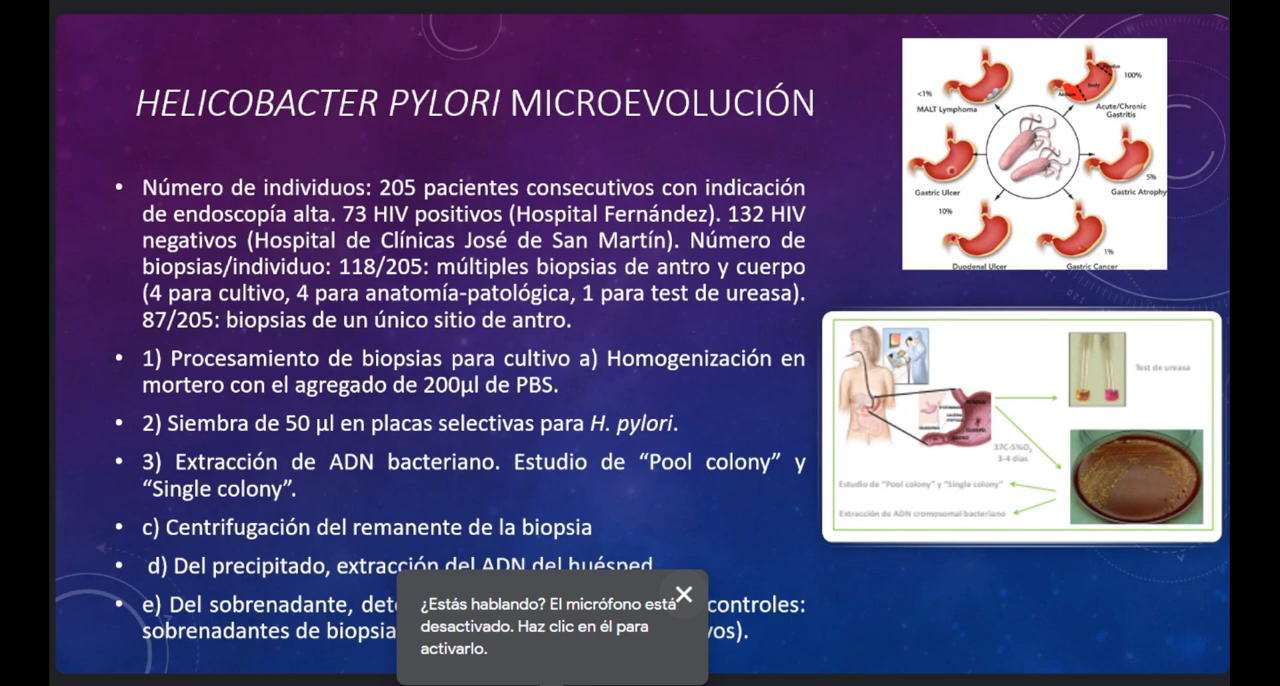 HELICOBACTER PYLORI MICROEVOLUCIÓN
• Número de individuos: 205 pacientes consecutivos con indicación
de endoscopía alta. 73 HIV positivos (Hospital Fernández). 132 HIV
negativos (Hospital de Clínicas José de San Martín). Número de
biopsias/individuo: 118/205: múltiples biopsias de antro y cuerpo
(4 para cultivo, 4 para anatomía-patológica, 1 para test de ureasa).
87/205: biopsias de un único sitio de antro.
• 1) Procesamiento de biopsias para cultivo a) Homogenización en
mortero con el agregado de 200µl de PBS.
• 2) Siembra de 50 µl en placas selectivas para H. pylori.
• 3) Extracción de ADN bacteriano. Estudio de “Pool colony” y
“Single colony”.
• c) Centrifugación del remanente de la biopsia
• d) Del precipitado, extracción del ADN del huésped
• e) Del sobrenadante, controles:
sobrenadantes de biopsia
¿Estás hablando? El micrófono está
desactivado. Haz clic en él para
activarlo.
<1%
MALT Lymphoma
100%
Body
Acute/Chronic
Gastritis
Gastric Ulcer
5%
Gastric Atrophy
10%
Duodenal Ulcer
1%
Gastric Cancer
Test de ureasa
37C-5%O2
3-4 días
Estudio de “Pool colony” y “Single colony”
Extracción de ADN cromosomal bacteriano